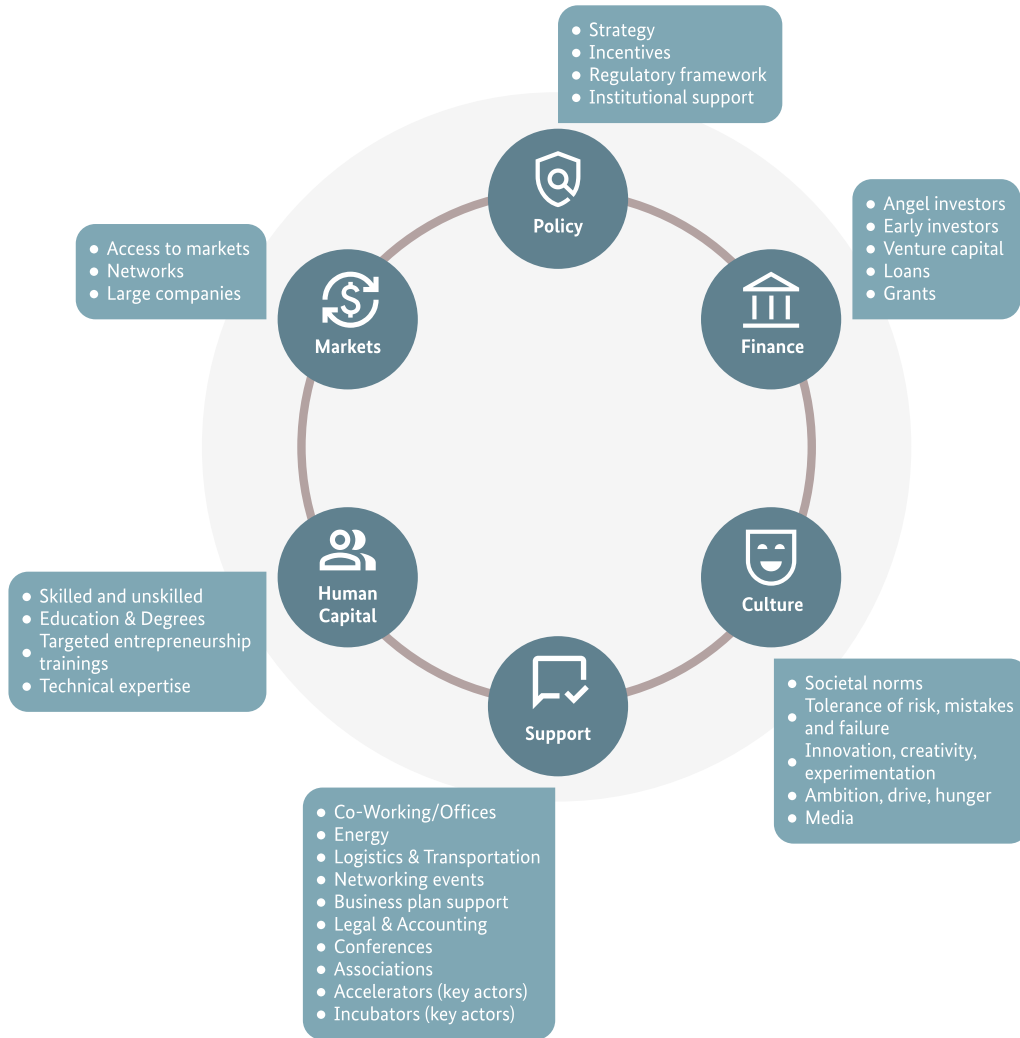 Strategy
Incentives
Regulatory framework
Institutional support
Policy
Angel investors
Early investors
Venture capital
Loans
Grants
Finance
Access to markets
Networks
Large companies
Markets
Human
Capital
Skilled and unskilled
Education & Degrees
Targeted entrepreneurship
trainings
Technical expertise
Culture
Societal norms
Tolerance of risk, mistakes
and failure
Innovation, creativity,
experimentation
Ambition, drive, hunger
Media
Support
Co-Working/Offices
Energy
Logistics & Transportation
Networking events
Business plan support
Legal & Accounting
Conferences
Associations
Accelerators (key actors)
Incubators (key actors)